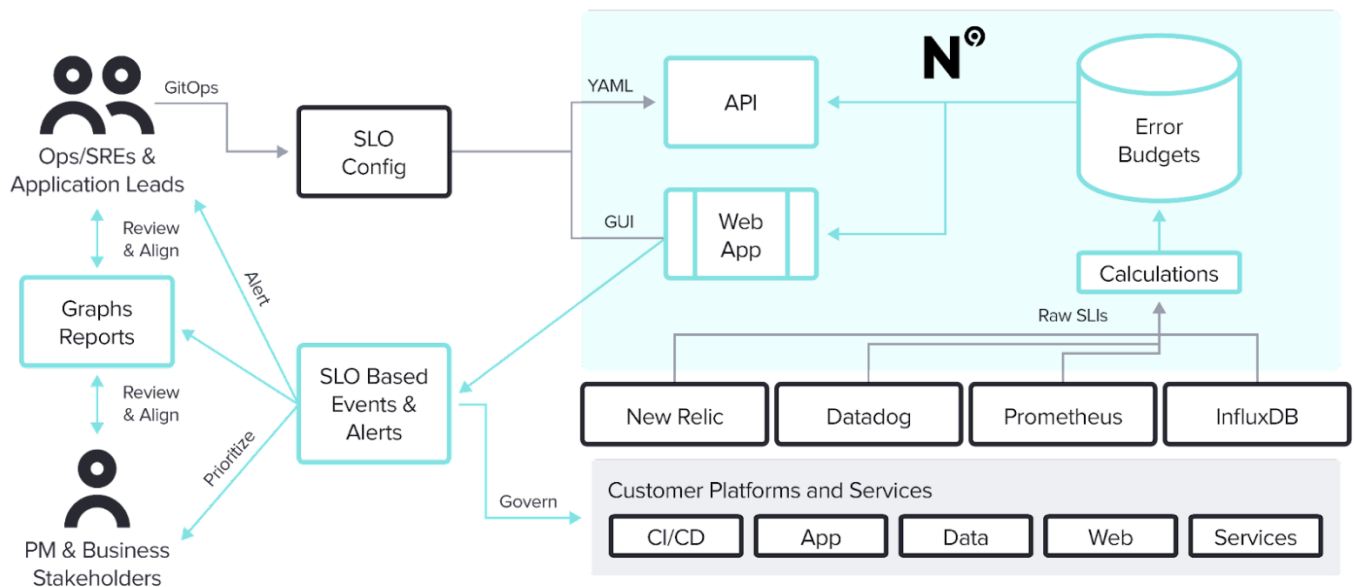 GitOps
Ops/SREs &
Application Leads
SLO
Config
YAML
GUI
N9
API
Web
App
Error
Budgets
Calculations
Raw SLIs
Review
& Align
Alert
Graphs
Reports
Review
& Align
Prioritize
SLO Based
Events &
Alerts
Govern
PM & Business
Stakeholders
New Relic
Datadog
Prometheus
InfluxDB
Customer Platforms and Services
CI/CD
App
Data
Web
Services